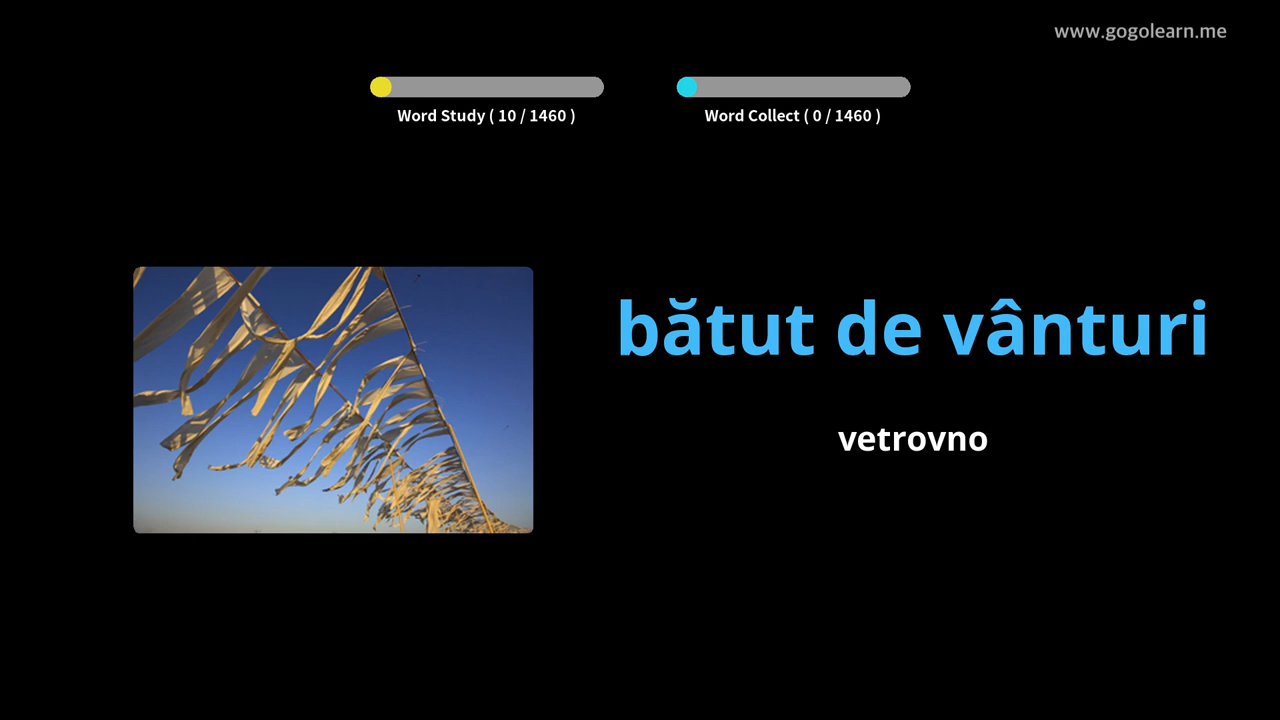 www.gogolearn.me
Word Study ( 10 / 1460 )
Word Collect ( 0 / 1460 )
bătut de vânturi
vetrovno